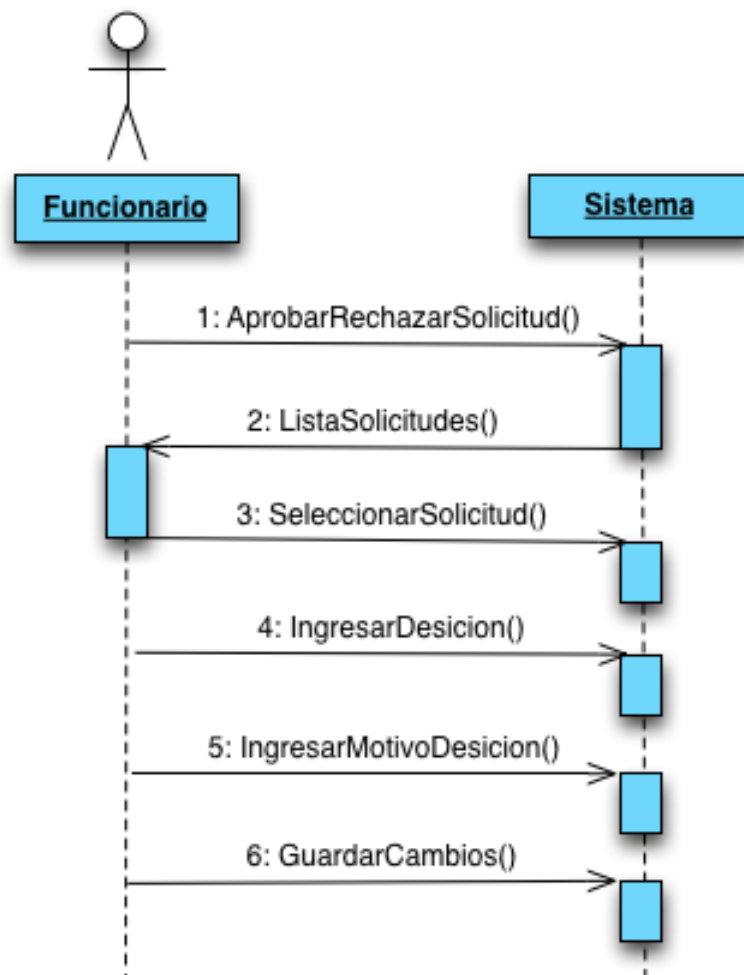 Funcionario
Sistema
1: AprobarRechazarSolicitud()
2: ListaSolicitudes()
3: SeleccionarSolicitud()
4: IngresarDesicion()
5: IngresarMotivoDesicion()
6: GuardarCambios()